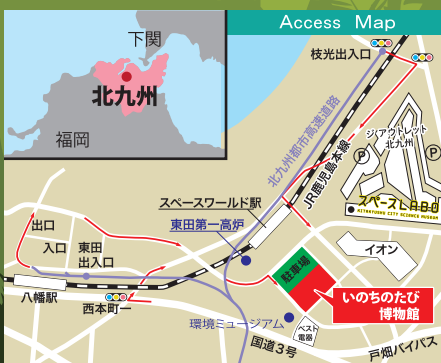 Access Map
下関
北九州
福岡
枝光出入口
北九州都市高速道路
JR鹿児島本線
ジ アウトレット
北九州
P
P
スペースLABO
KITAKYUSHU CITY SCIENCE MUSEUM
スペースワールド駅
東田第一高炉
出口
入口
東田
出入口
イオン
駐車場
八幡駅
西本町一
いのちのたび
博物館
環境ミュージアム
ベスト
電器
国道3号
戸畑バイパス